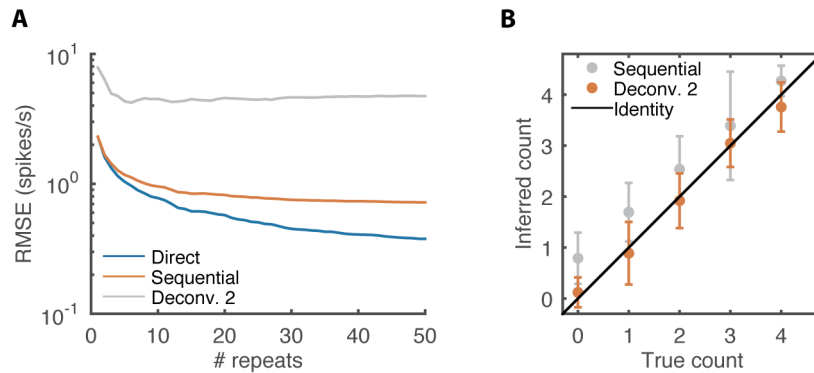 A
RMSE (spikes/s)
10^1
10^0
10^-1
Direct
Sequential
Deconv. 2
0 10 20 30 40 50
# repeats
B
Inferred count
4
3
2
1
0
Sequential
Deconv. 2
Identity
0 1 2 3 4
True count